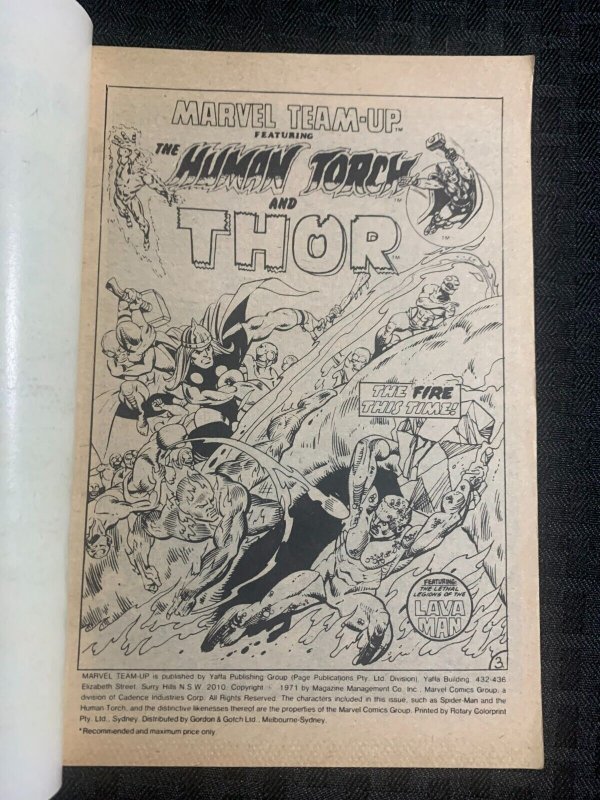 MARVEL TEAM-UP™
FEATURING
THE HUMAN TORCH™
AND
THOR™
TM
TM
THE FIRE
THIS TIME!
FEATURING:
THE LETHAL
LEGIONS OF THE
LAVA
MAN
3
MARVEL TEAM-UP is published by Yaffa Publishing Group (Page Publications Pty. Ltd. Division), Yaffa Building, 432-436
Elizabeth Street, Surry Hills N S W. 2010. Copyright · 1971 by Magazine Management Co. Inc., Marvel Comics Group, a
division of Cadence Industries Corp. All Rights Reserved. The characters included in this issue, such as Spider-Man and the
Human Torch, and the distinctive likenesses thereof are the properties of the Marvel Comics Group. Printed by Rotary Colorprint
Pty. Ltd., Sydney. Distributed by Gordon & Gotch Ltd., Melbourne-Sydney.
*Recommended and maximum price only.